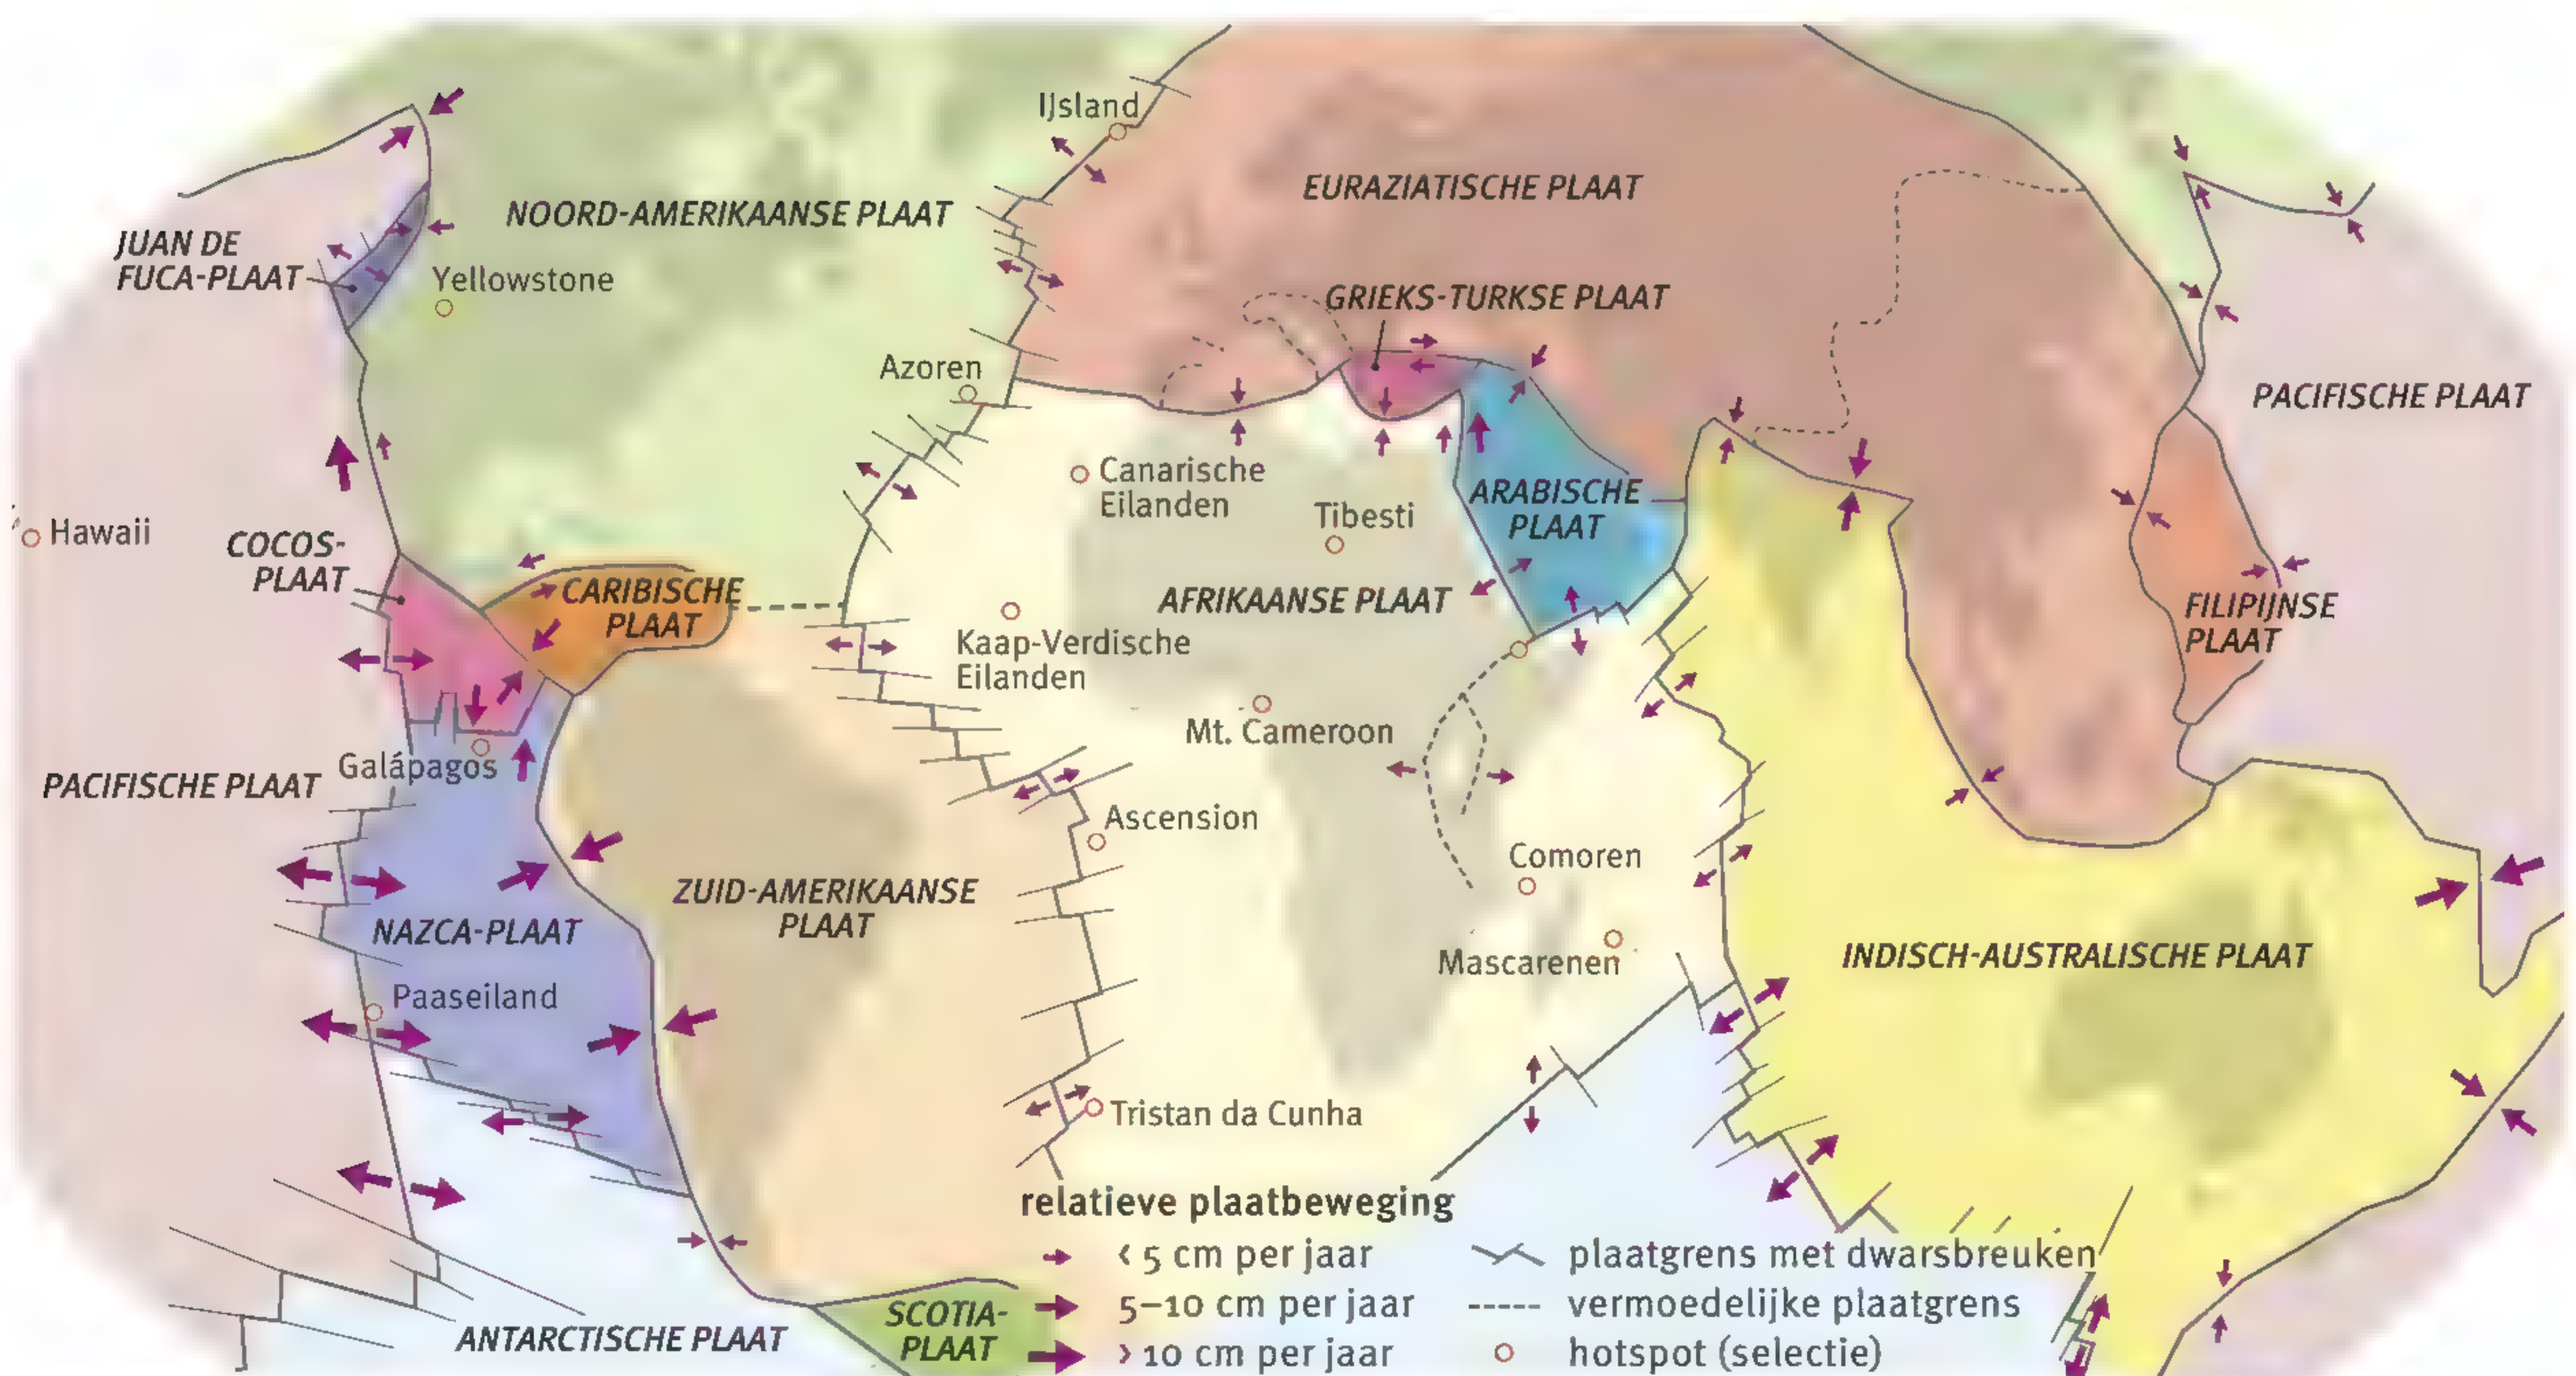 IJsland
EURAZIATISCHE PLAAT
NOORD-AMERIKAANSE PLAAT
JUAN DE
FUCA-PLAAT
Yellowstone
GRIEKS-TURKSE PLAAT
Azoren
PACIFISCHE PLAAT
Canarische
Eilanden
ARABISCHE
PLAAT
Tibesti
Hawaii
COCOS-
PLAAT
CARIBISCHE
PLAAT
AFRIKAANSE PLAAT
FILIPIJNSE
PLAAT
Kaap-Verdische
Eilanden
Mt. Cameroon
Galápagos
PACIFISCHE PLAAT
Ascension
Comoren
ZUID-AMERIKAANSE
PLAAT
NAZCA-PLAAT
Mascarenen
INDISCH-AUSTRALISCHE PLAAT
Paaseiland
Tristan da Cunha
relatieve plaatbeweging
< 5 cm per jaar
5–10 cm per jaar
> 10 cm per jaar
plaatgrens met dwarsbreuken
vermoedelijke plaatgrens
hotspot (selectie)
SCOTIA-
PLAAT
ANTARCTISCHE PLAAT